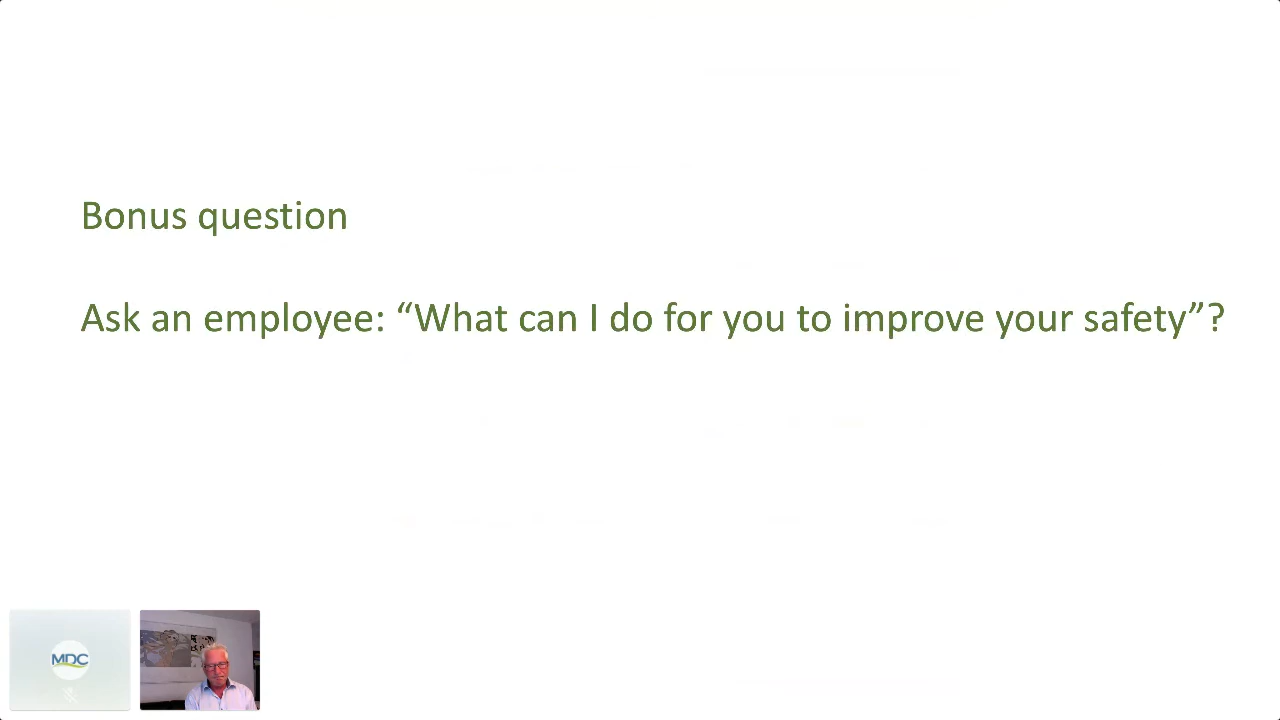 Bonus question
Ask an employee: “What can I do for you to improve your safety”?
MDC